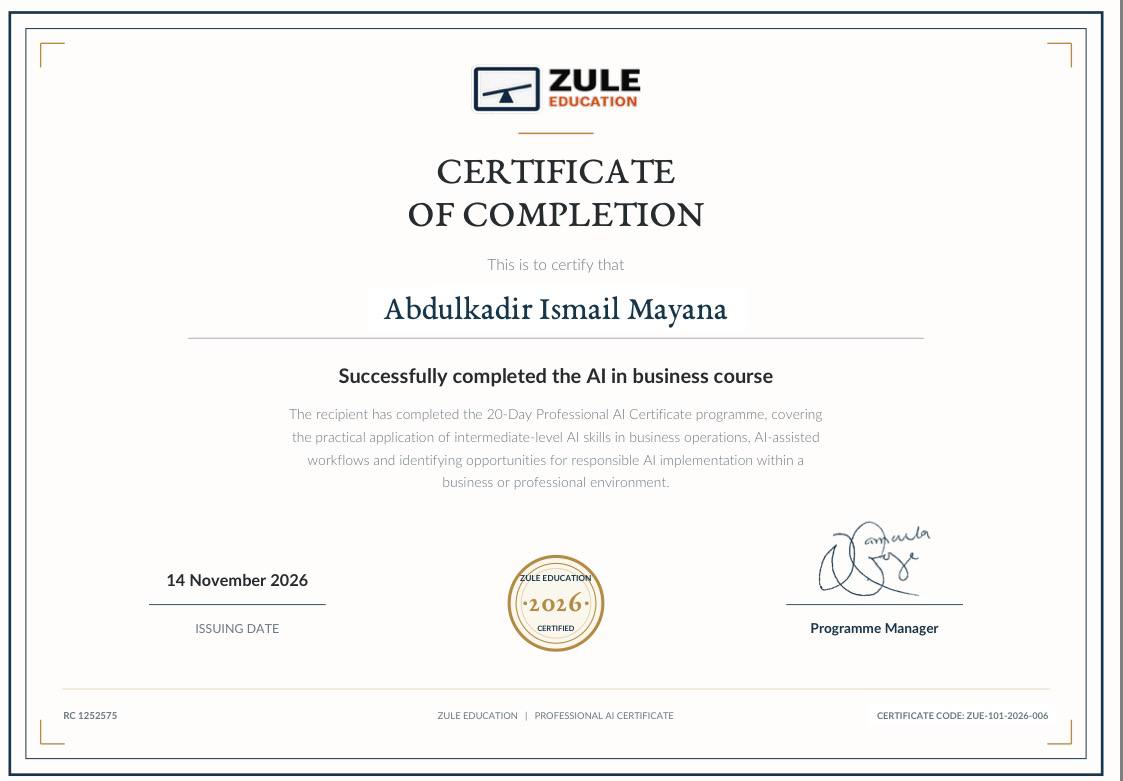 ZULE
EDUCATION
CERTIFICATE
OF COMPLETION
This is to certify that
Abdulkadir Ismail Mayana
Successfully completed the AI in business course
The recipient has completed the 20-Day Professional AI Certificate programme, covering
the practical application of intermediate-level AI skills in business operations, AI-assisted
workflows and identifying opportunities for responsible AI implementation within a
business or professional environment.
14 November 2026
ISSUING DATE
ZULE EDUCATION
•2026•
CERTIFIED
Programme Manager
RC 1252575
ZULE EDUCATION | PROFESSIONAL AI CERTIFICATE
CERTIFICATE CODE: ZUE-101-2026-006